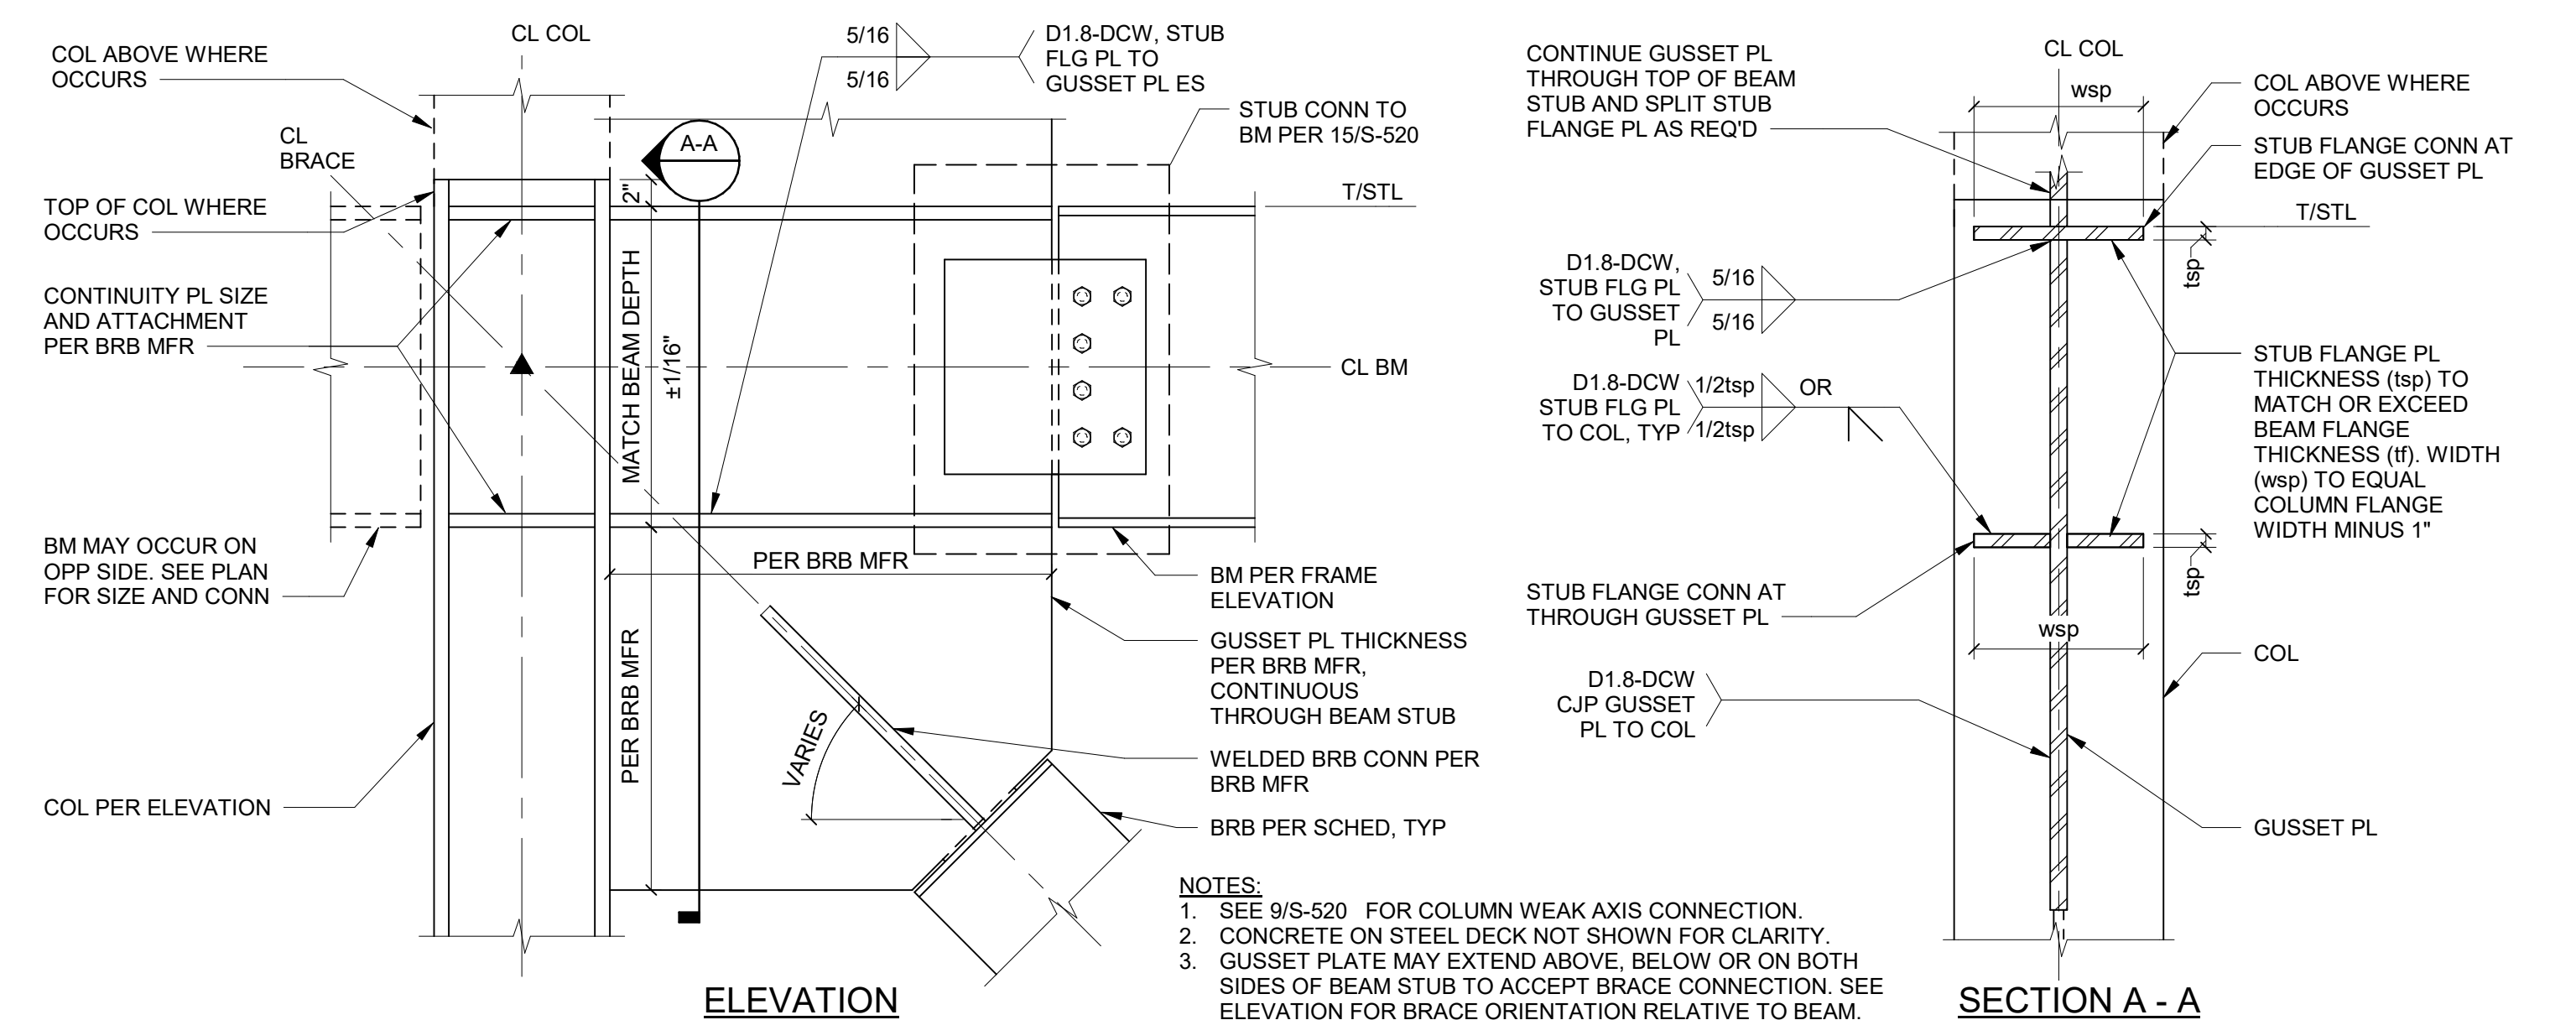 CL COL
COL ABOVE WHERE
OCCURS
CL
BRACE
TOP OF COL WHERE
OCCURS
CONTINUITY PL SIZE
AND ATTACHMENT
PER BRB MFR
BM MAY OCCUR ON
OPP SIDE. SEE PLAN
FOR SIZE AND CONN
COL PER ELEVATION
5/16
5/16
D1.8-DCW, STUB
FLG PL TO
GUSSET PL ES
A-A
2"
MATCH BEAM DEPTH
±1/16"
PER BRB MFR
PER BRB MFR
VARIES
STUB CONN TO
BM PER 15/S-520
T/STL
CL BM
BM PER FRAME
ELEVATION
GUSSET PL THICKNESS
PER BRB MFR,
CONTINUOUS
THROUGH BEAM STUB
WELDED BRB CONN PER
BRB MFR
BRB PER SCHED, TYP
NOTES:
1. SEE 9/S-520 FOR COLUMN WEAK AXIS CONNECTION.
2. CONCRETE ON STEEL DECK NOT SHOWN FOR CLARITY.
3. GUSSET PLATE MAY EXTEND ABOVE, BELOW OR ON BOTH
SIDES OF BEAM STUB TO ACCEPT BRACE CONNECTION. SEE
ELEVATION FOR BRACE ORIENTATION RELATIVE TO BEAM.
ELEVATION
CONTINUE GUSSET PL
THROUGH TOP OF BEAM
STUB AND SPLIT STUB
FLANGE PL AS REQ'D
CL COL
wsp
COL ABOVE WHERE
OCCURS
STUB FLANGE CONN AT
EDGE OF GUSSET PL
T/STL
tsp
D1.8-DCW,
STUB FLG PL
TO GUSSET
PL
5/16
5/16
D1.8-DCW
STUB FLG PL
TO COL, TYP
1/2tsp
1/2tsp
OR
STUB FLANGE PL
THICKNESS (tsp) TO
MATCH OR EXCEED
BEAM FLANGE
THICKNESS (tf). WIDTH
(wsp) TO EQUAL
COLUMN FLANGE
WIDTH MINUS 1"
tsp
STUB FLANGE CONN AT
THROUGH GUSSET PL
wsp
COL
D1.8-DCW
CJP GUSSET
PL TO COL
GUSSET PL
SECTION A - A